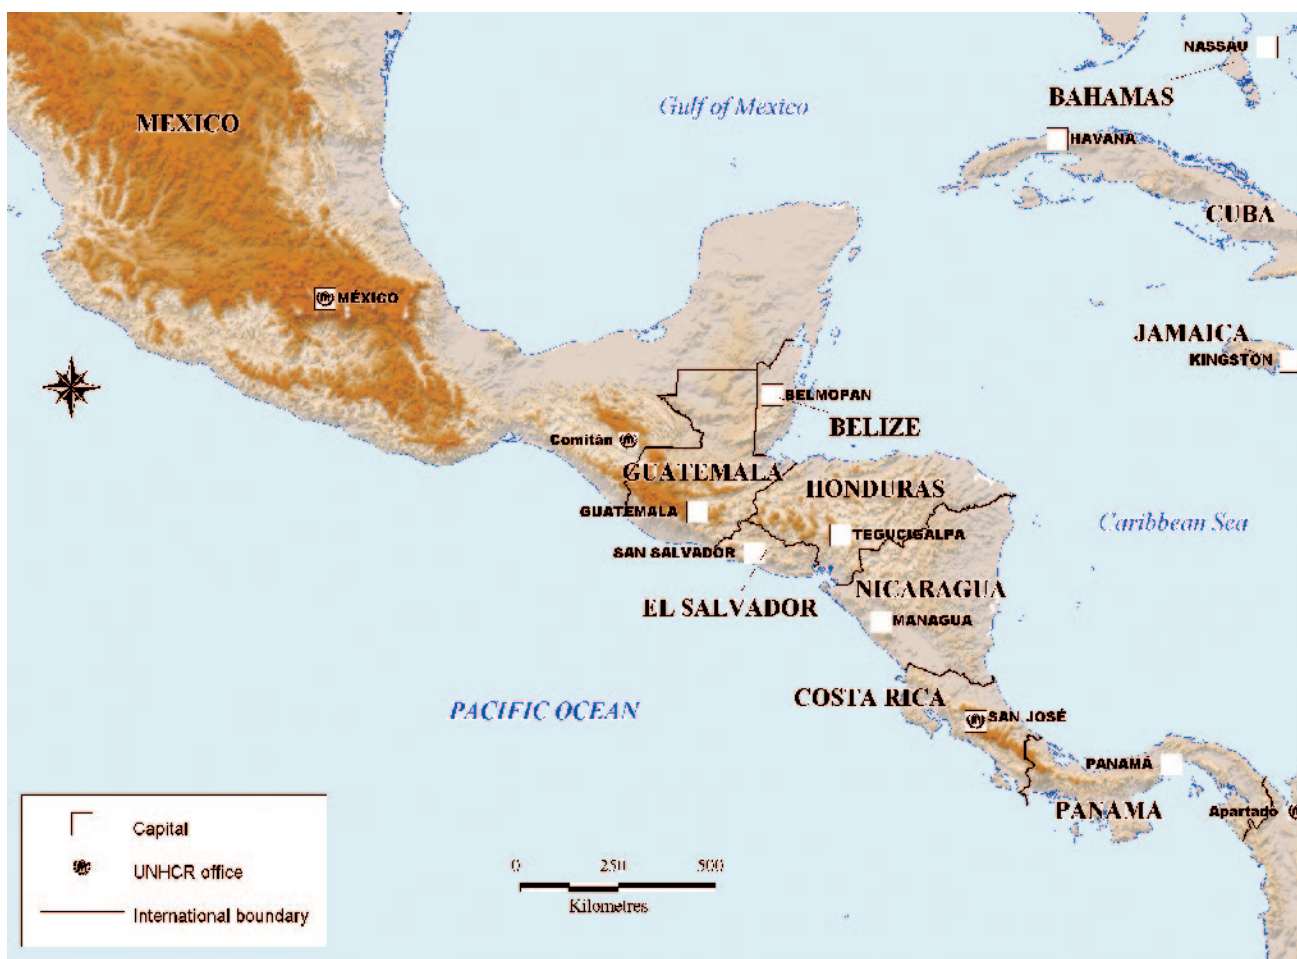 NASSAU
BAHAMAS
Gulf of Mexico
MEXICO
HAVANA
CUBA
MÉXICO
JAMAICA
KINGSTON
BELMOPAN
BELIZE
Comitán
GUATEMALA
HONDURAS
GUATEMALA
Caribbean Sea
TEGUCIGALPA
SAN SALVADOR
NICARAGUA
EL SALVADOR
MANAGUA
COSTA RICA
PACIFIC OCEAN
SAN JOSÉ
PANAMÁ
PANAMA
Apartado
Capital
UNHCR office
International boundary
0 250 500
Kilometres